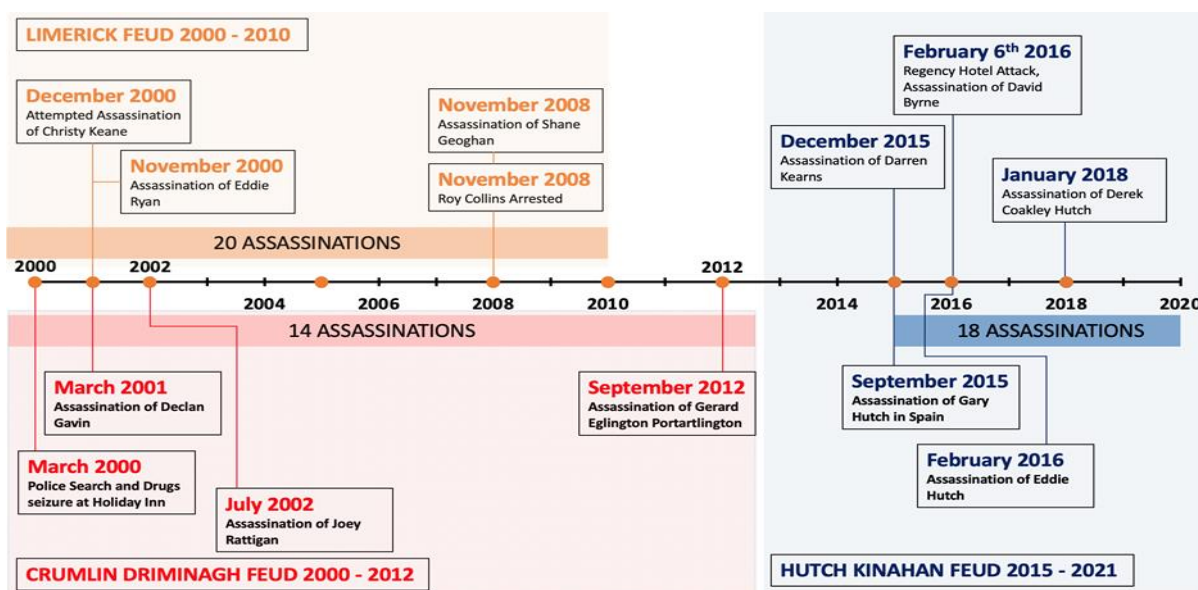 LIMERICK FEUD 2000 - 2010
December 2000
Attempted Assassination
of Christy Keane
November 2000
Assassination of Eddie
Ryan
November 2008
Assassination of Shane
Geoghan
November 2008
Roy Collins Arrested
February 6th 2016
Regency Hotel Attack,
Assassination of David
Byrne
December 2015
Assassination of Darren
Kearns
January 2018
Assassination of Derek
Coakley Hutch
20 ASSASSINATIONS
2000
2002
2012
2004
2006
2008
2010
2014
2016
2018
2020
14 ASSASSINATIONS
18 ASSASSINATIONS
March 2001
Assassination of Declan
Gavin
March 2000
Police Search and Drugs
seizure at Holiday Inn
July 2002
Assassination of Joey
Rattigan
September 2012
Assassination of Gerard
Eglington Portartlington
September 2015
Assassination of Gary
Hutch in Spain
February 2016
Assassination of Eddie
Hutch
CRUMLIN DRIMINAGH FEUD 2000 - 2012
HUTCH KINAHAN FEUD 2015 - 2021